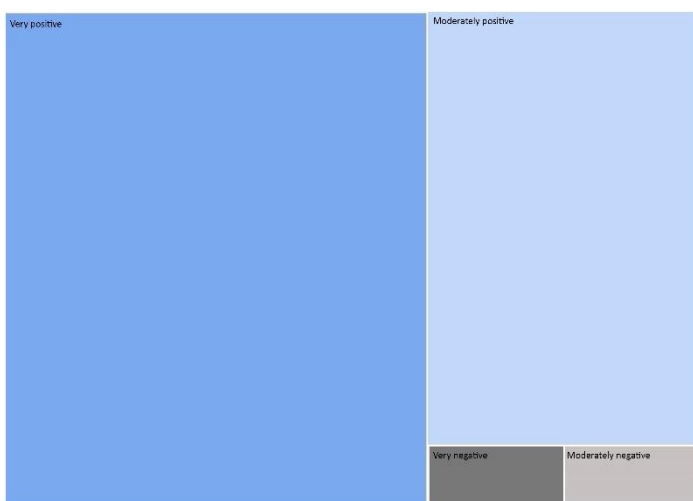 Very positive
Moderately positive
Very negative
Moderately negative